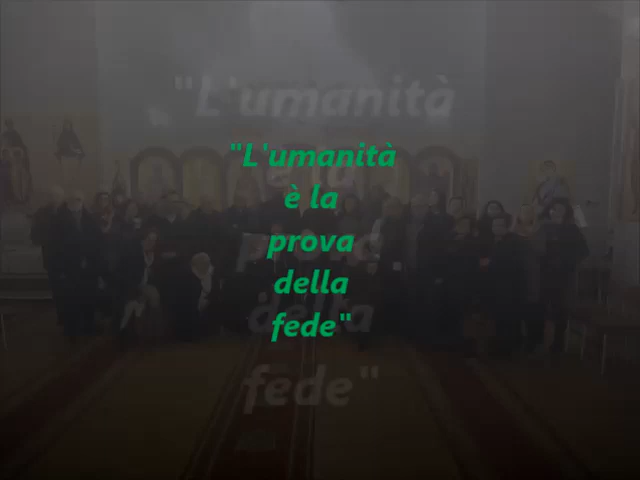 "L'umanità
è la
prova
della
fede"